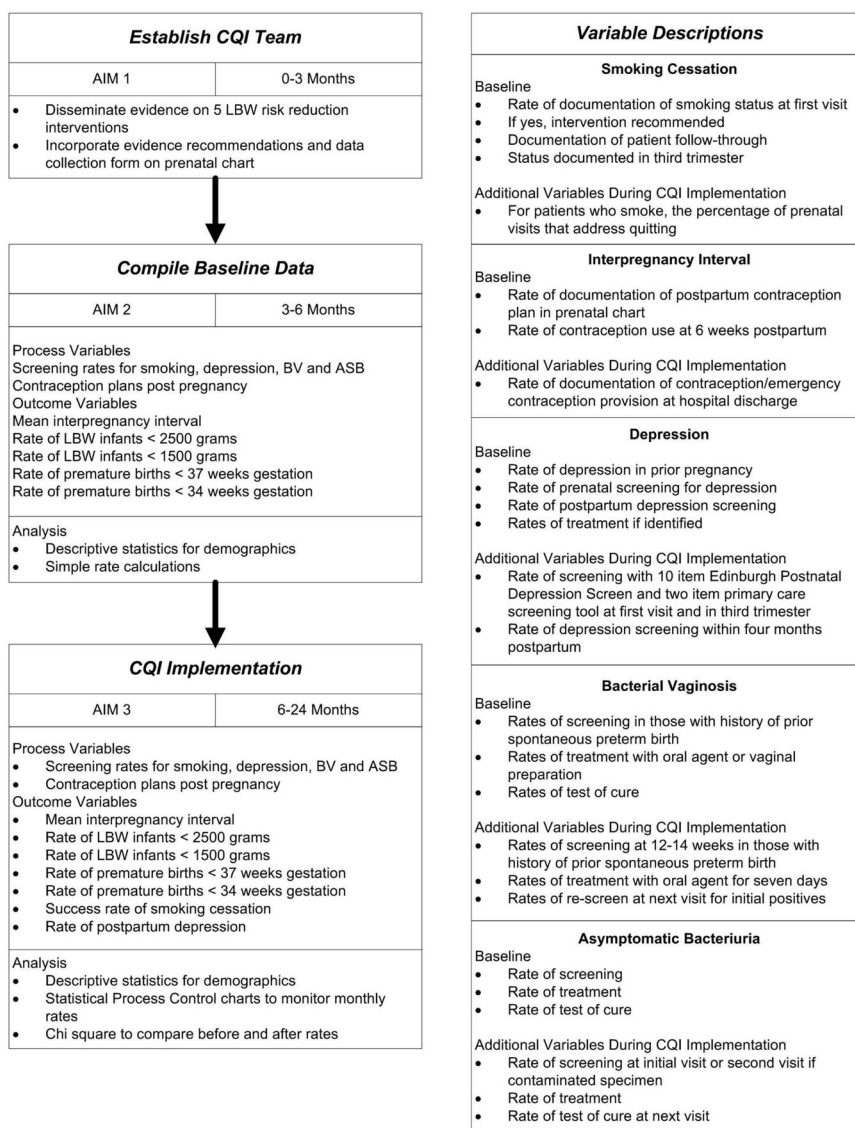 Establish CQI Team
AIM 1
0-3 Months
• Disseminate evidence on 5 LBW risk reduction
interventions
• Incorporate evidence recommendations and data
collection form on prenatal chart
Compile Baseline Data
AIM 2
3-6 Months
Process Variables
Screening rates for smoking, depression, BV and ASB
Contraception plans post pregnancy
Outcome Variables
Mean interpregnancy interval
Rate of LBW infants < 2500 grams
Rate of LBW infants < 1500 grams
Rate of premature births < 37 weeks gestation
Rate of premature births < 34 weeks gestation
Analysis
• Descriptive statistics for demographics
• Simple rate calculations
CQI Implementation
AIM 3
6-24 Months
Process Variables
• Screening rates for smoking, depression, BV and ASB
• Contraception plans post pregnancy
Outcome Variables
• Mean interpregnancy interval
• Rate of LBW infants < 2500 grams
• Rate of LBW infants < 1500 grams
• Rate of premature births < 37 weeks gestation
• Rate of premature births < 34 weeks gestation
• Success rate of smoking cessation
• Rate of postpartum depression
Analysis
• Descriptive statistics for demographics
• Statistical Process Control charts to monitor monthly
rates
• Chi square to compare before and after rates
Variable Descriptions
Smoking Cessation
Baseline
• Rate of documentation of smoking status at first visit
• If yes, intervention recommended
• Documentation of patient follow-through
• Status documented in third trimester
Additional Variables During CQI Implementation
• For patients who smoke, the percentage of prenatal
visits that address quitting
Interpregnancy Interval
Baseline
• Rate of documentation of postpartum contraception
plan in prenatal chart
• Rate of contraception use at 6 weeks postpartum
Additional Variables During CQI Implementation
• Rate of documentation of contraception/emergency
contraception provision at hospital discharge
Depression
Baseline
• Rate of depression in prior pregnancy
• Rate of prenatal screening for depression
• Rate of postpartum depression screening
• Rates of treatment if identified
Additional Variables During CQI Implementation
• Rate of screening with 10 item Edinburgh Postnatal
Depression Screen and two item primary care
screening tool at first visit and in third trimester
• Rate of depression screening within four months
postpartum
Bacterial Vaginosis
Baseline
• Rates of screening in those with history of prior
spontaneous preterm birth
• Rates of treatment with oral agent or vaginal
preparation
• Rates of test of cure
Additional Variables During CQI Implementation
• Rates of screening at 12-14 weeks in those with
history of prior spontaneous preterm birth
• Rates of treatment with oral agent for seven days
• Rates of re-screen at next visit for initial positives
Asymptomatic Bacteriuria
Baseline
• Rate of screening
• Rate of treatment
• Rate of test of cure
Additional Variables During CQI Implementation
• Rate of screening at initial visit or second visit if
contaminated specimen
• Rate of treatment
• Rate of test of cure at next visit